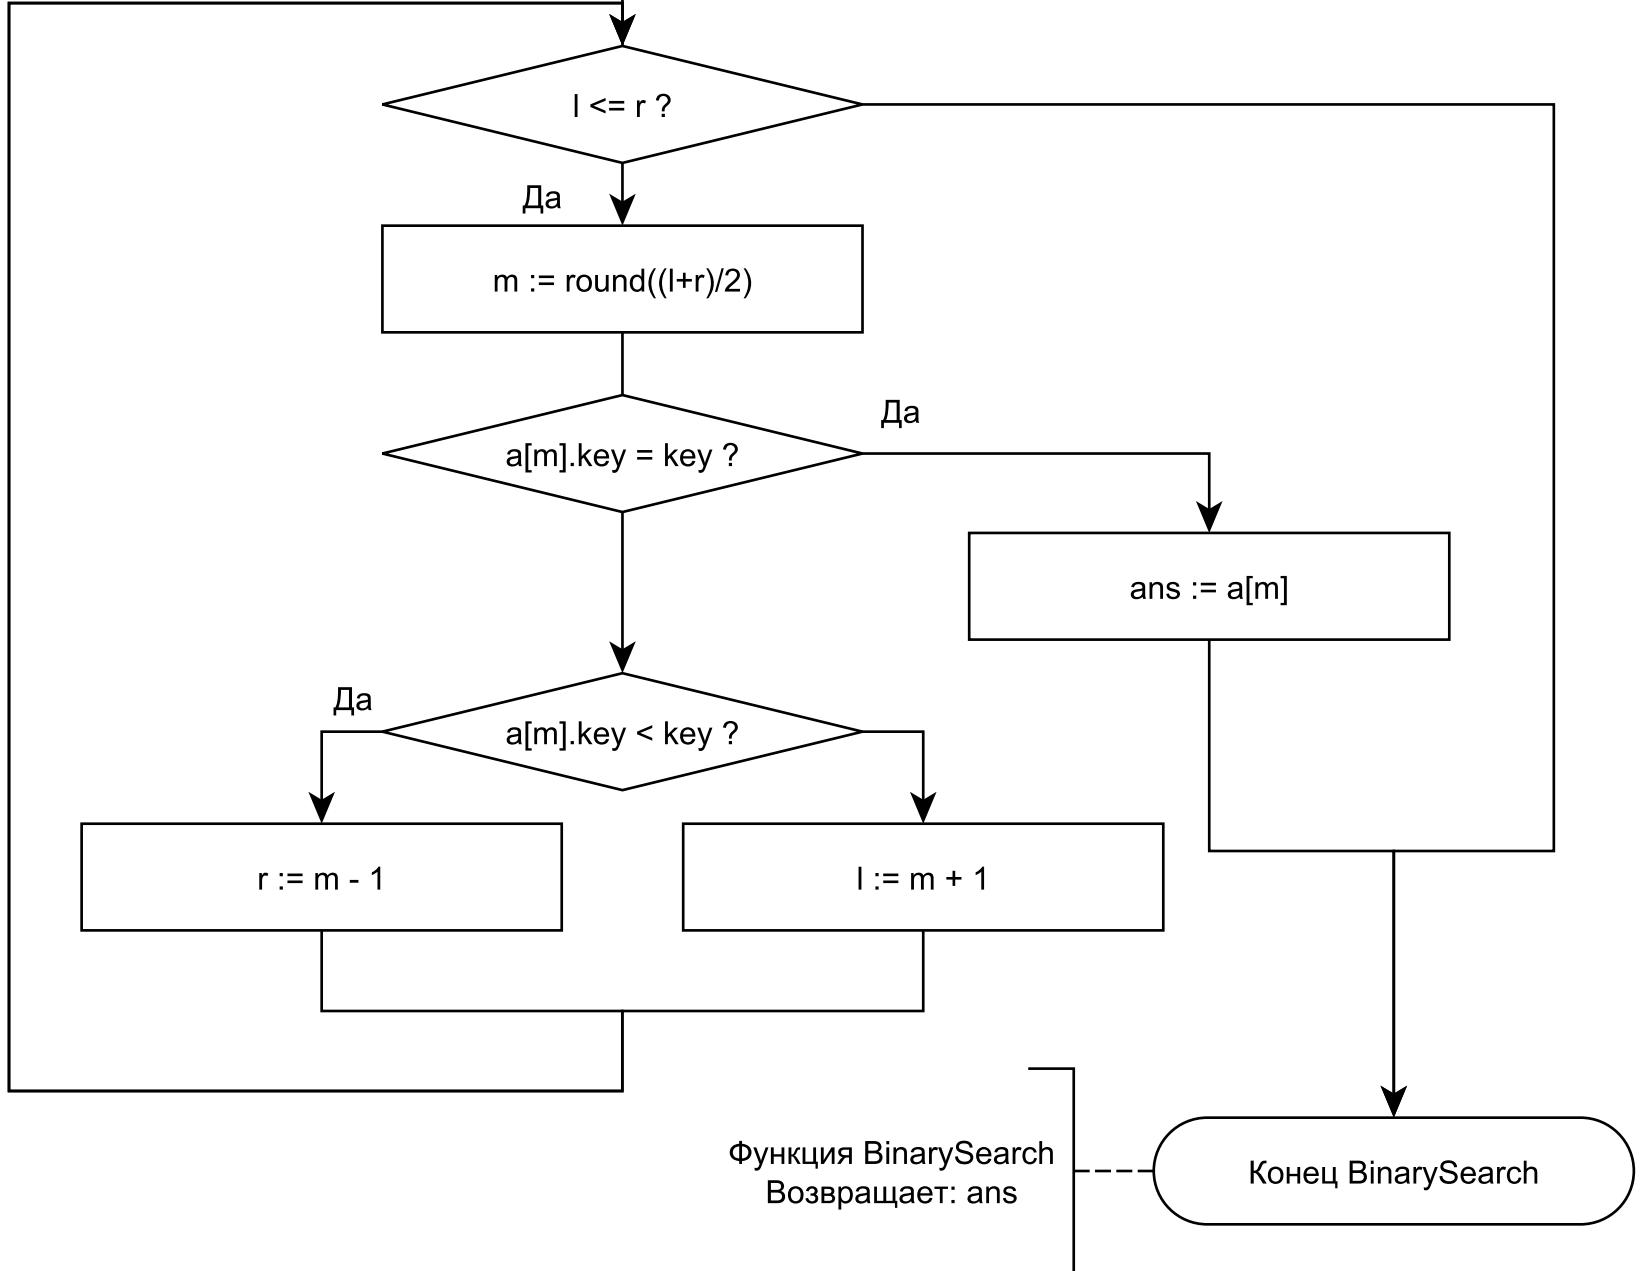 l <= r ?
Да
m := round((l+r)/2)
Да
a[m].key = key ?
ans := a[m]
Да
a[m].key < key ?
r := m - 1
l := m + 1
Функция BinarySearch
Возвращает: ans
Конец BinarySearch